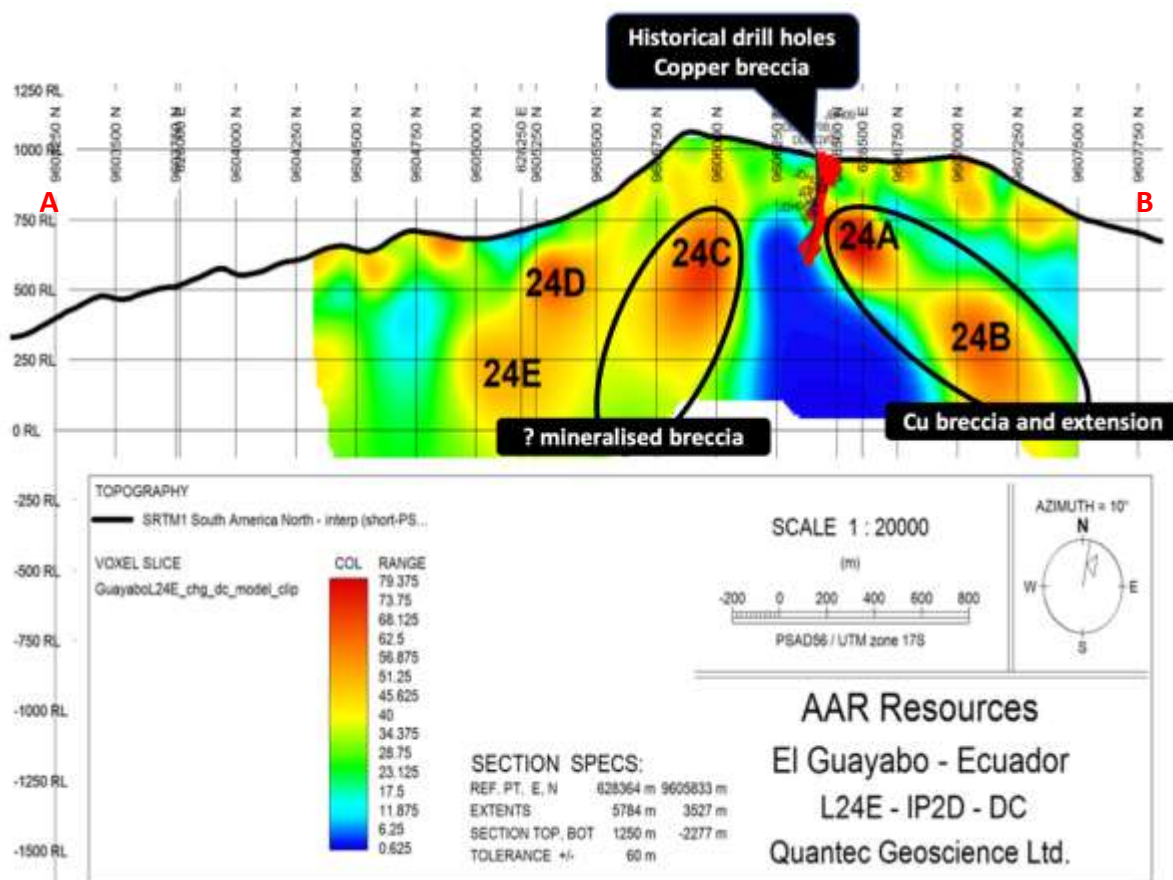 Historical drill holes
Copper breccia
1250 RL
1000 RL
750 RL
500 RL
250 RL
0 RL
-250 RL
-500 RL
-750 RL
-1000 RL
-1250 RL
-1500 RL
9603500 N
9604000 N
9604250 N
9604500 N
9604750 N
9605000 N
626250 E
9605250 N
9605500 N
9605750 N
9606000 N
9606750 N
9607000 N
9607250 N
9607500 N
9607750 N
A
B
24A
24B
24C
24D
24E
? mineralised breccia
Cu breccia and extension
TOPOGRAPHY
SRTM1 South America North - interp (short-PS...
VOXEL SLICE
GuayaboL24E_chg_dc_model_clip
COL RANGE
79.375
73.75
68.125
62.5
56.875
51.25
45.625
40
34.375
28.75
23.125
17.5
11.875
6.25
0.625
SCALE 1 : 20000
(m)
-200 0 200 400 600 800
PSAD56 / UTM zone 17S
AZIMUTH = 10°
N
W E
S
SECTION SPECS:
REF. PT, E, N 628364 m 9605833 m
EXTENTS 5784 m 3527 m
SECTION TOP, BOT 1250 m -2277 m
TOLERANCE +/- 60 m
AAR Resources
El Guayabo - Ecuador
L24E - IP2D - DC
Quantec Geoscience Ltd.